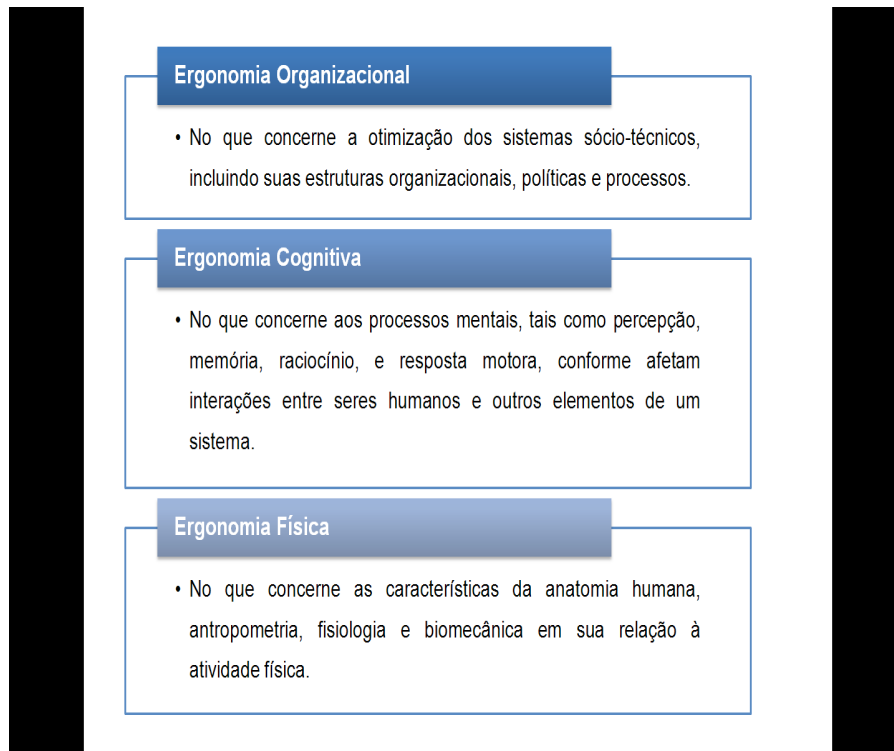 Ergonomia Organizacional
• No que concerne a otimização dos sistemas sócio-técnicos,
incluindo suas estruturas organizacionais, políticas e processos.
Ergonomia Cognitiva
• No que concerne aos processos mentais, tais como percepção,
memória, raciocínio, e resposta motora, conforme afetam
interações entre seres humanos e outros elementos de um
sistema.
Ergonomia Física
• No que concerne as características da anatomia humana,
antropometria, fisiologia e biomecânica em sua relação à
atividade física.